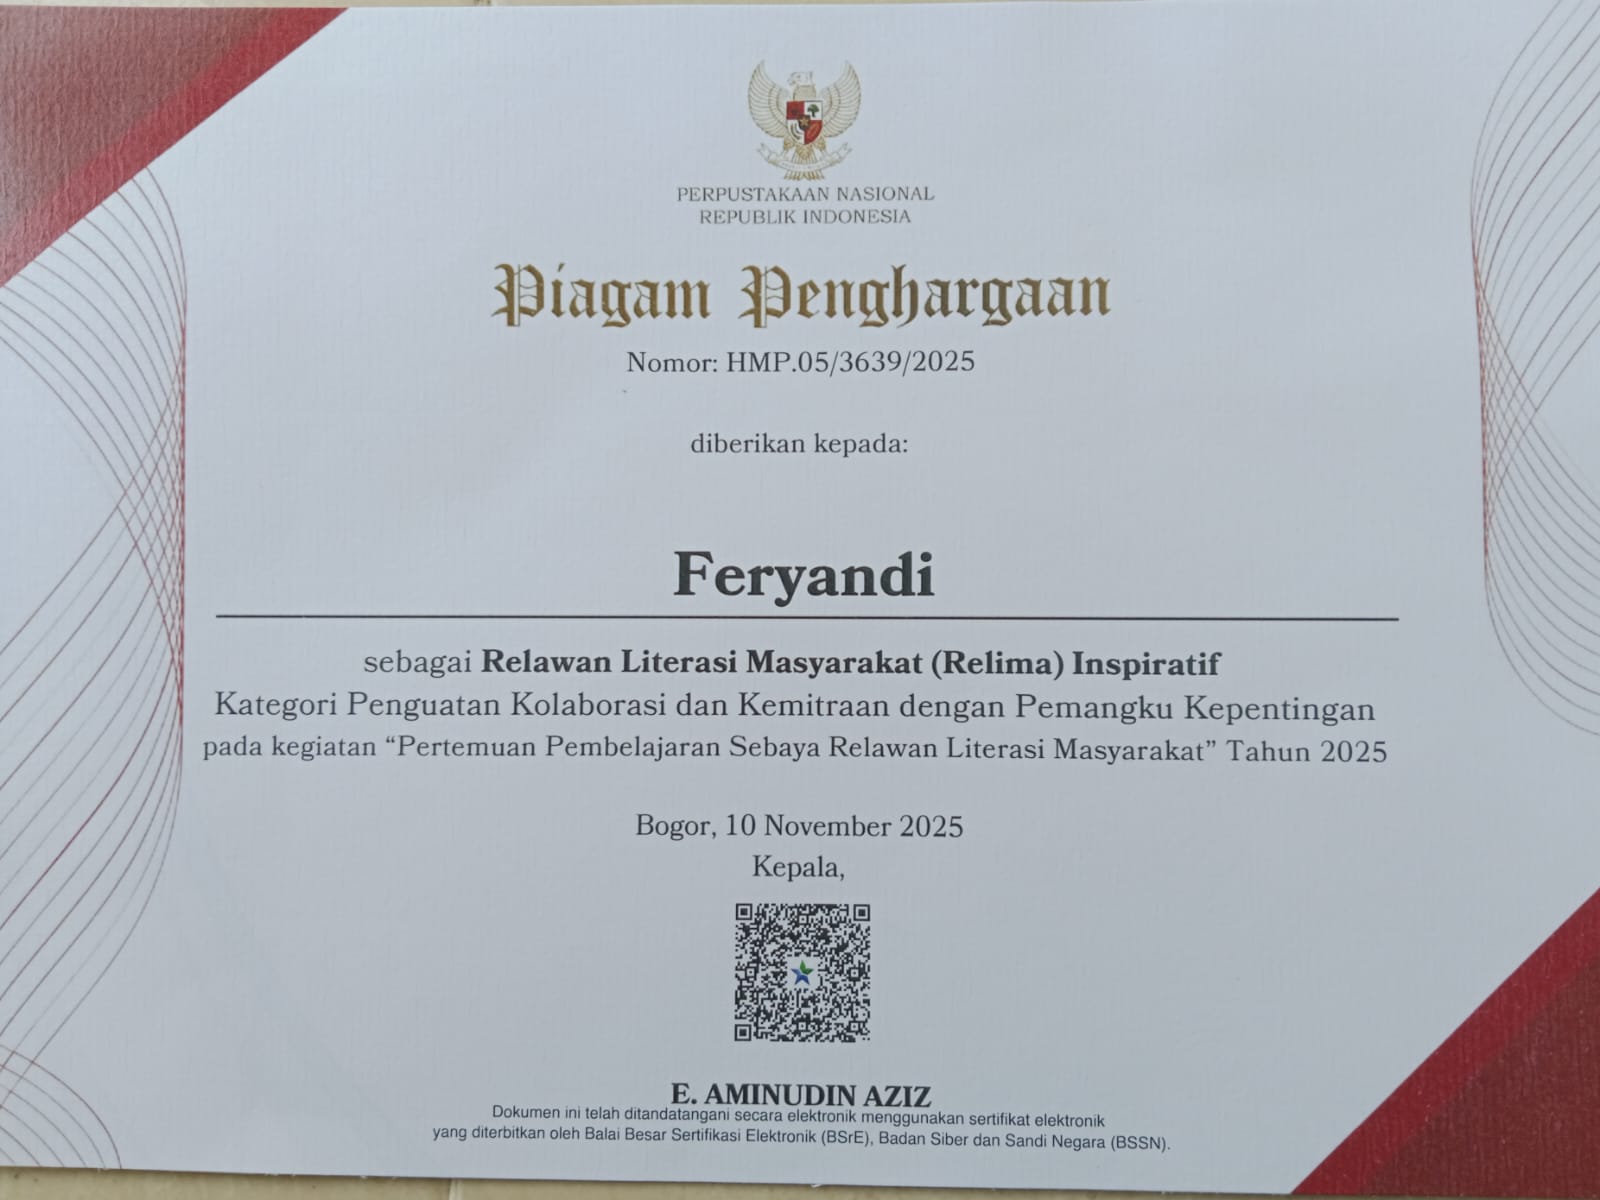 PERPUSTAKAAN NASIONAL
REPUBLIK INDONESIA
Piagam Penghargaan
Nomor: HMP.05/3639/2025
diberikan kepada:
Feryandi
sebagai Relawan Literasi Masyarakat (Relima) Inspiratif
Kategori Penguatan Kolaborasi dan Kemitraan dengan Pemangku Kepentingan
pada kegiatan “Pertemuan Pembelajaran Sebaya Relawan Literasi Masyarakat” Tahun 2025
Bogor, 10 November 2025
Kepala,
E. AMINUDIN AZIZ
Dokumen ini telah ditandatangani secara elektronik menggunakan sertifikat elektronik
yang diterbitkan oleh Balai Besar Sertifikasi Elektronik (BSrE), Badan Siber dan Sandi Negara (BSSN).